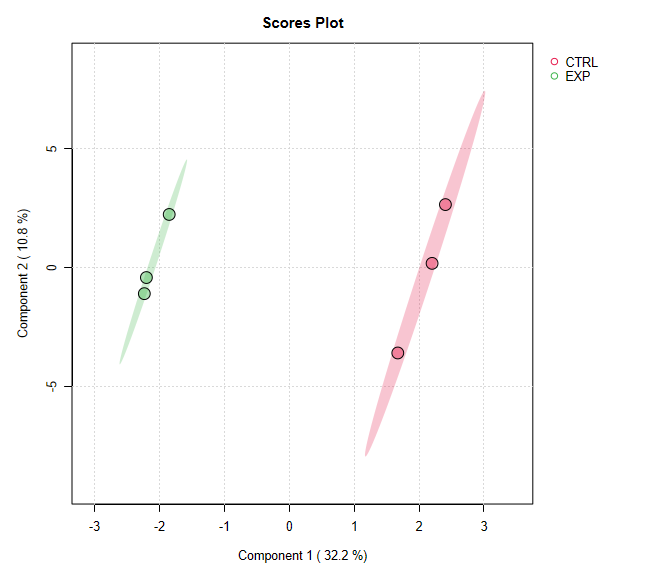 Scores Plot
CTRL
EXP
Component 2 ( 10.8 %)
5
0
-5
-3
-2
-1
0
1
2
3
Component 1 ( 32.2 %)